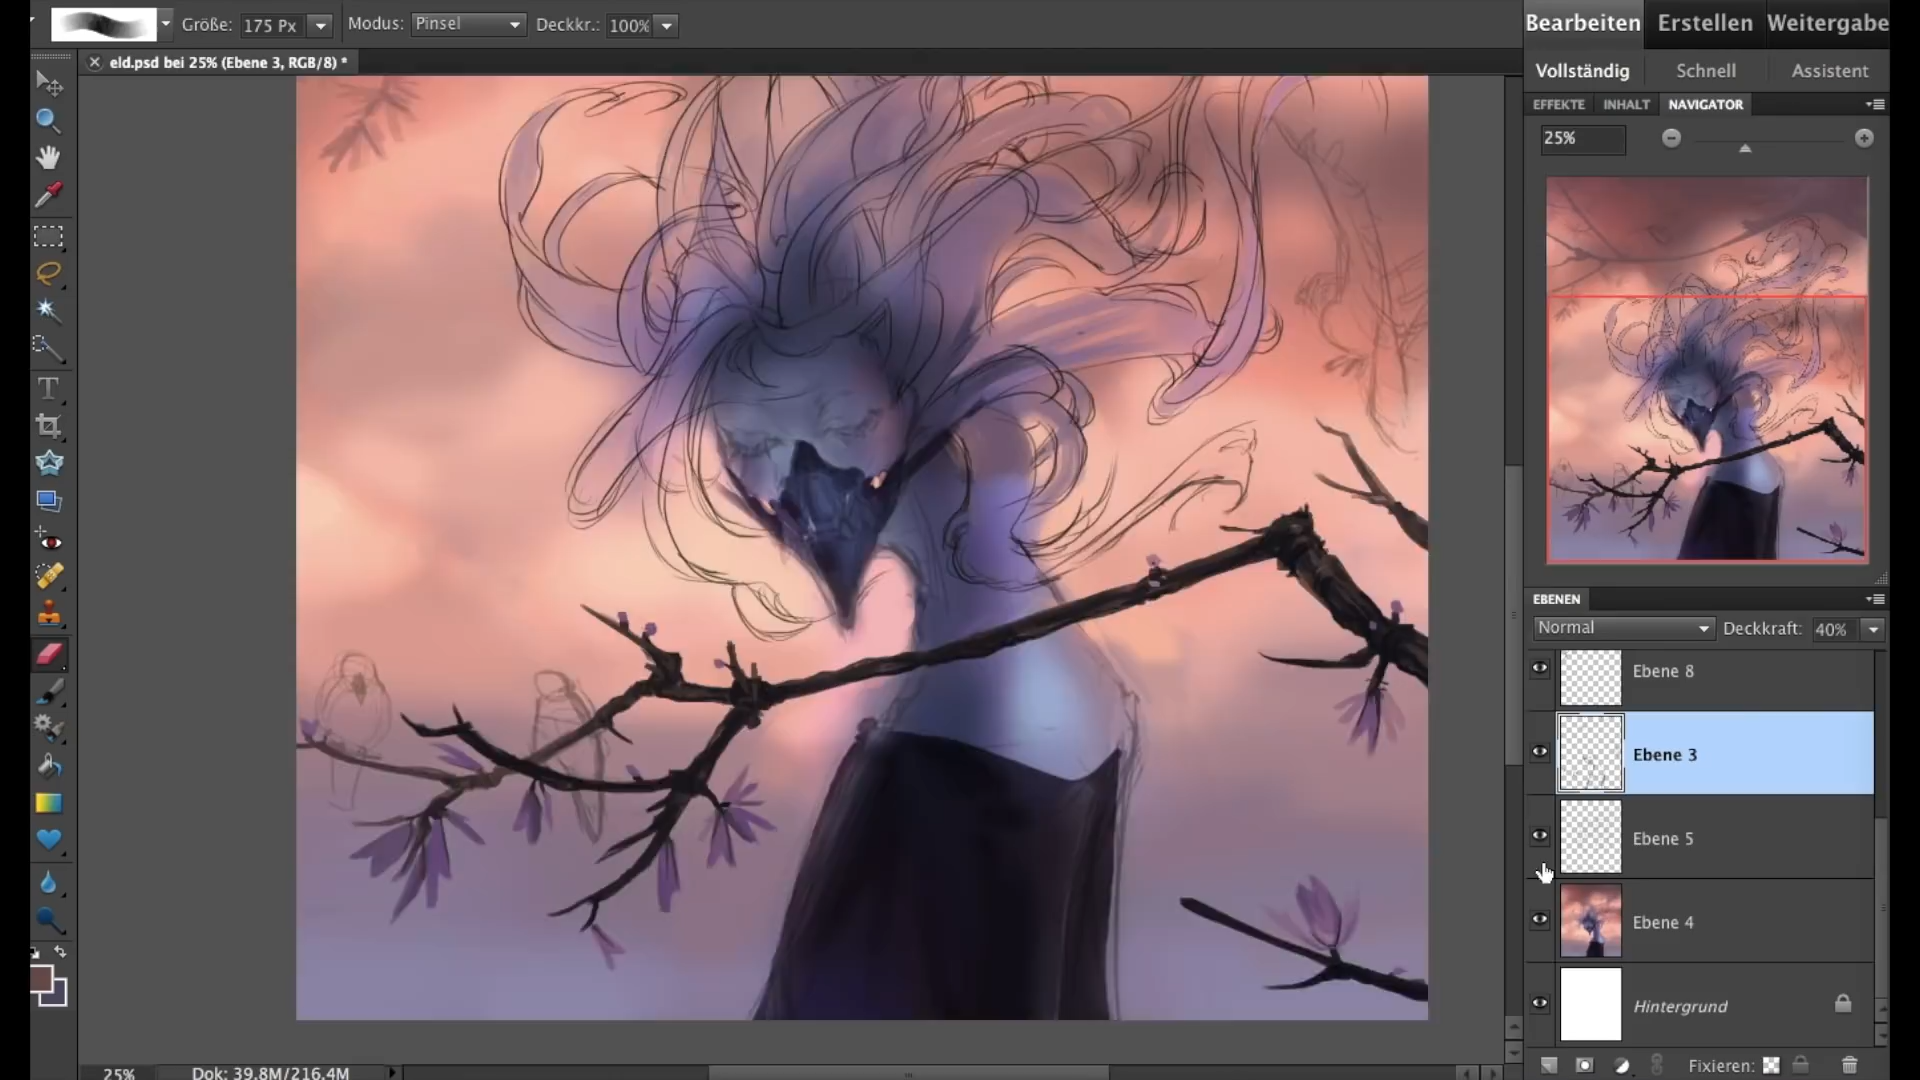 Größe: 175 Px Modus: Pinsel Deckkr.: 100%
Bearbeiten Erstellen Weitergabe
eld.psd bei 25% (Ebene 3, RGB/8) *
Vollständig Schnell Assistent
EFFEKTE INHALT NAVIGATOR
25%
EBENEN
Normal Deckkraft: 40%
Ebene 8
Ebene 3
Ebene 5
Ebene 4
Hintergrund
Fixieren:
25% Dok: 39,8M/216,4M